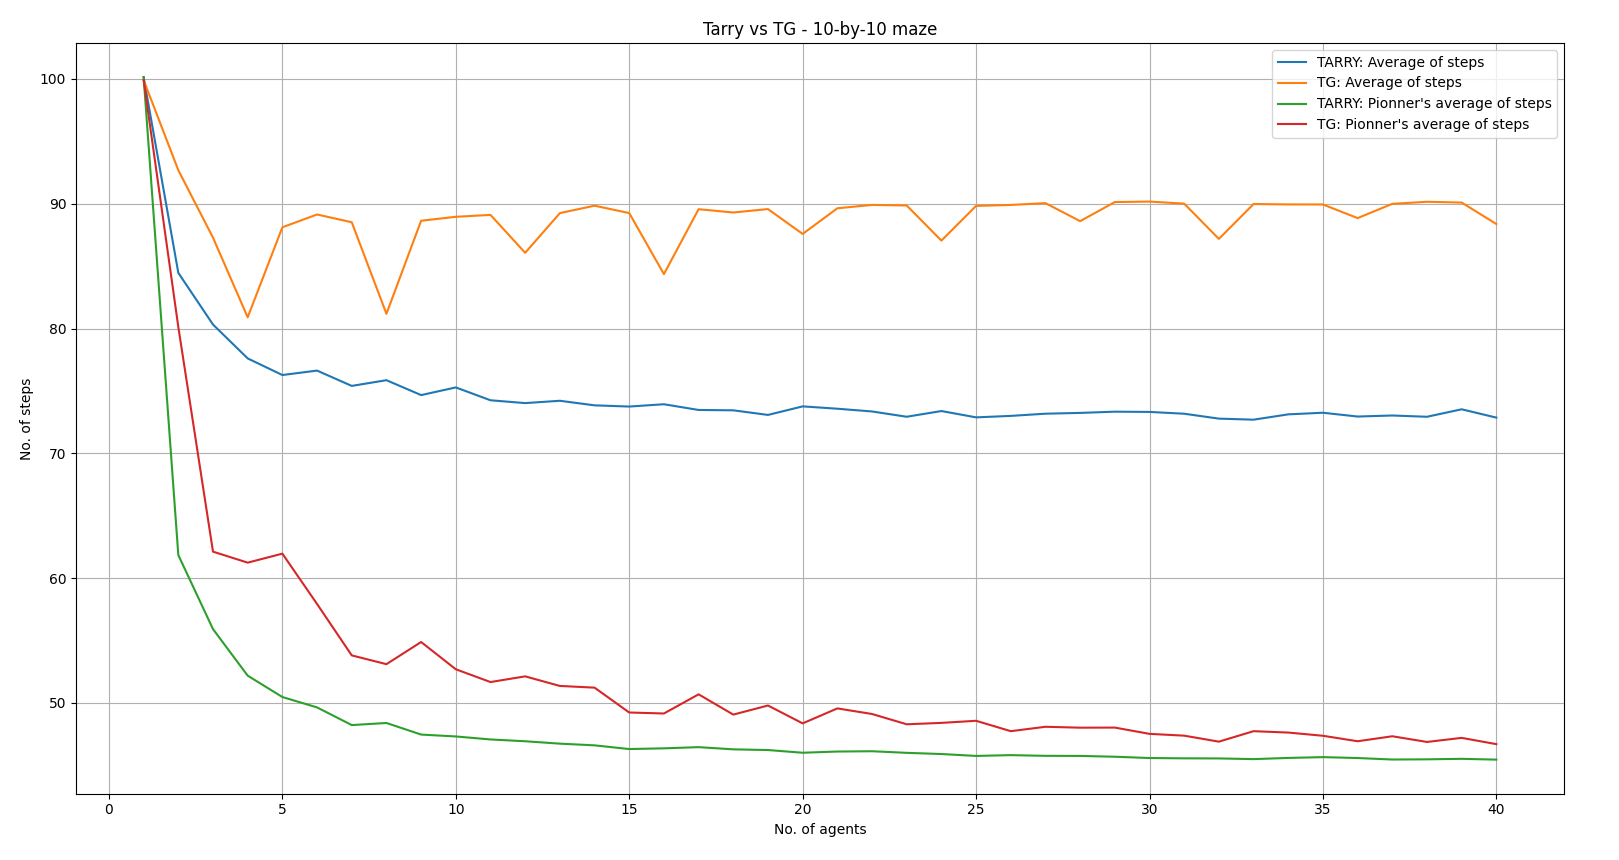 Tarry vs TG - 10-by-10 maze
TARRY: Average of steps
TG: Average of steps
TARRY: Pionner's average of steps
TG: Pionner's average of steps
No. of steps
100
90
80
70
60
50
0 5 10 15 20 25 30 35 40
No. of agents